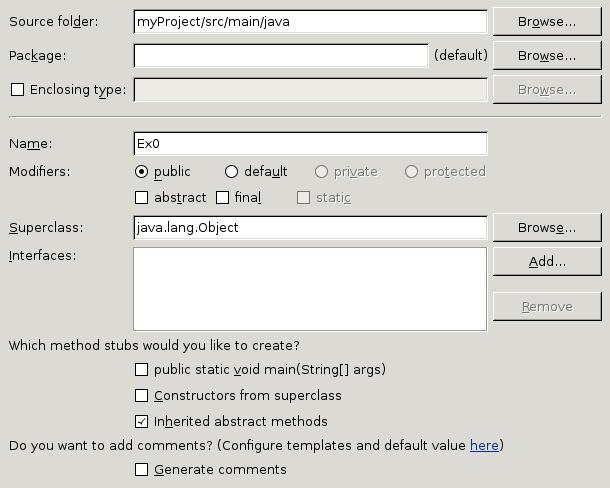 Source folder: myProject/src/main/java Browse...
Package: (default) Browse...
Enclosing type: Browse...
Name: Ex0
Modifiers: public default private protected
abstract final static
Superclass: java.lang.Object Browse...
Interfaces: Add...
Remove
Which method stubs would you like to create?
public static void main(String[] args)
Constructors from superclass
Inherited abstract methods
Do you want to add comments? (Configure templates and default value here)
Generate comments